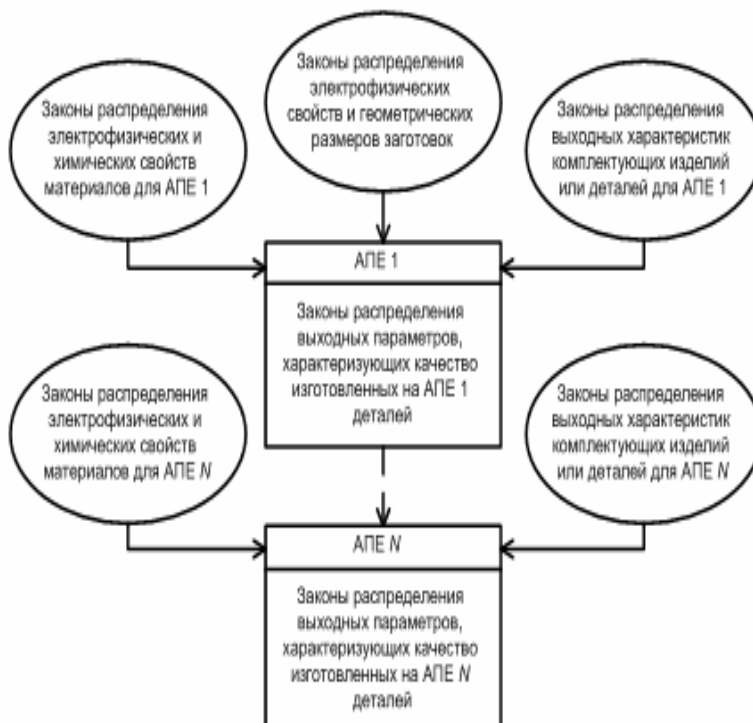 Законы распределения
электрофизических
свойств и геометрических
размеров заготовок
Законы распределения
электрофизических и
химических свойств
материалов для АПЕ 1
Законы распределения
выходных характеристик
комплектующих изделий
или деталей для АПЕ 1
АПЕ 1
Законы распределения
выходных параметров,
характеризующих качество
изготовленных на АПЕ 1
деталей
Законы распределения
электрофизических и
химических свойств
материалов для АПЕ N
Законы распределения
выходных характеристик
комплектующих изделий
или деталей для АПЕ N
АПЕ N
Законы распределения
выходных параметров,
характеризующих качество
изготовленных на АПЕ N
деталей